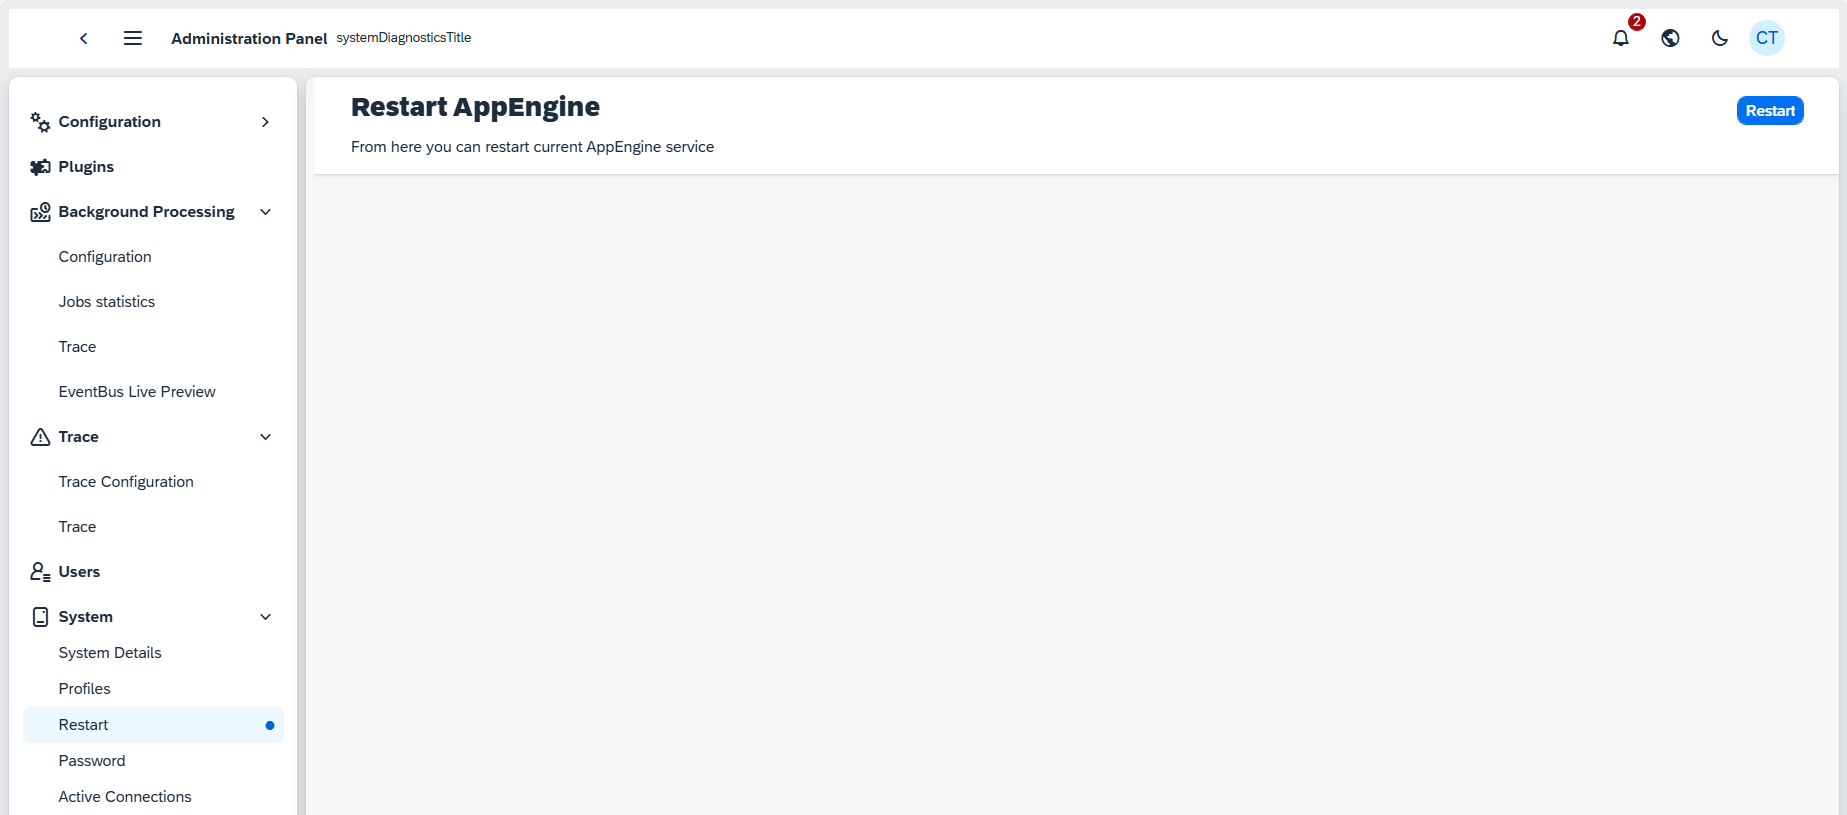 Administration Panel systemDiagnosticsTitle
2
CT
Configuration
Plugins
Background Processing
Configuration
Jobs statistics
Trace
EventBus Live Preview
Trace
Trace Configuration
Trace
Users
System
System Details
Profiles
Restart
Password
Active Connections
Restart AppEngine
Restart
From here you can restart current AppEngine service